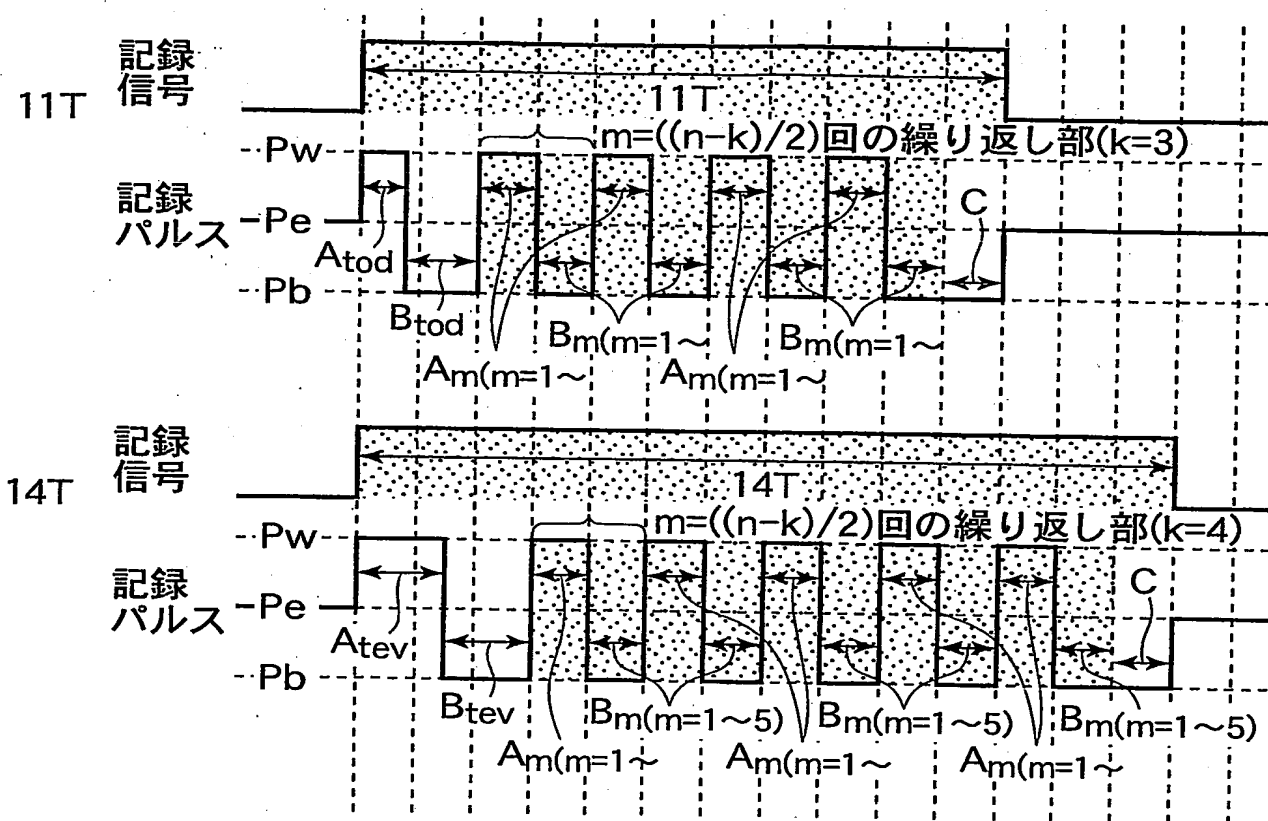 記録
信号
11T
11T
m=((n-k)/2)回の繰り返し部(k=3)
Pw
記録
パルス
Pe
Pb
Atod
Btod
C
Bm(m=1～
Bm(m=1～
Am(m=1～
Am(m=1～
記録
信号
14T
14T
m=((n-k)/2)回の繰り返し部(k=4)
Pw
記録
パルス
Pe
Pb
Atev
Btev
C
Bm(m=1～5)
Bm(m=1～5)
Bm(m=1～5)
Am(m=1～
Am(m=1～
Am(m=1～